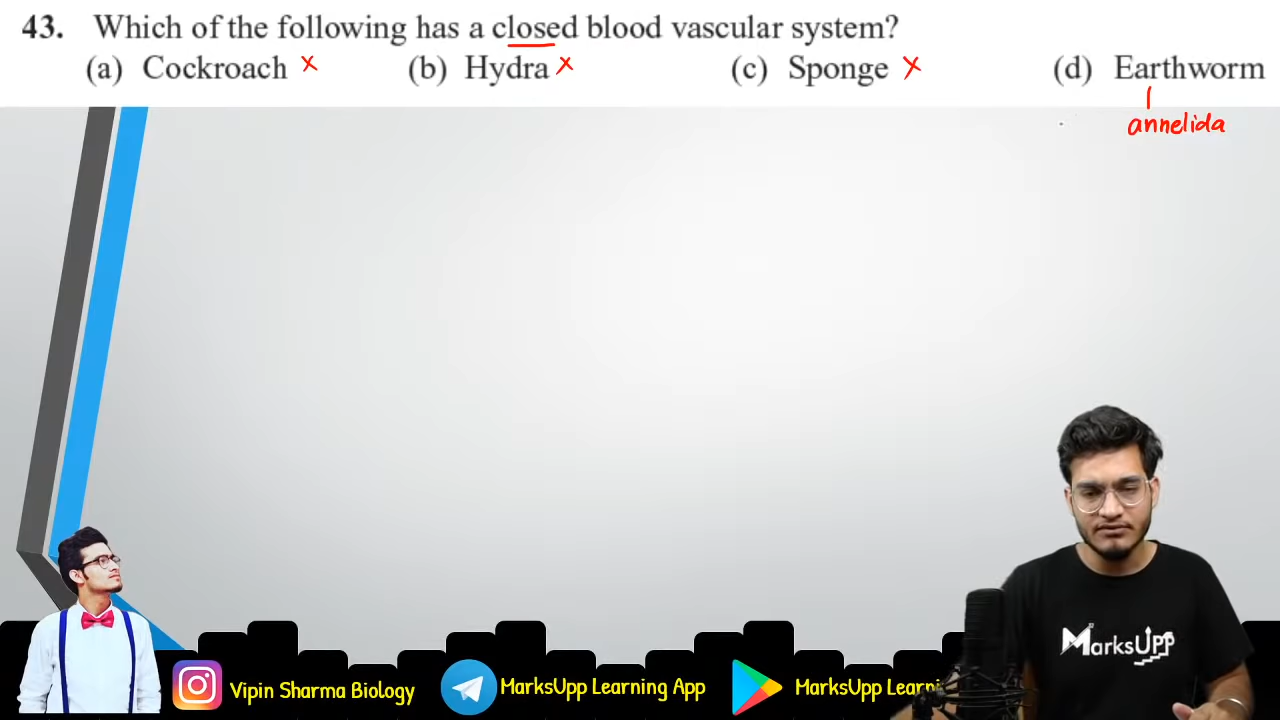 43. Which of the following has a closed blood vascular system?
(a) Cockroach x (b) Hydra x (c) Sponge x (d) Earthworm
annelida
MarksUpp
Vipin Sharma Biology MarksUpp Learning App MarksUpp Learni